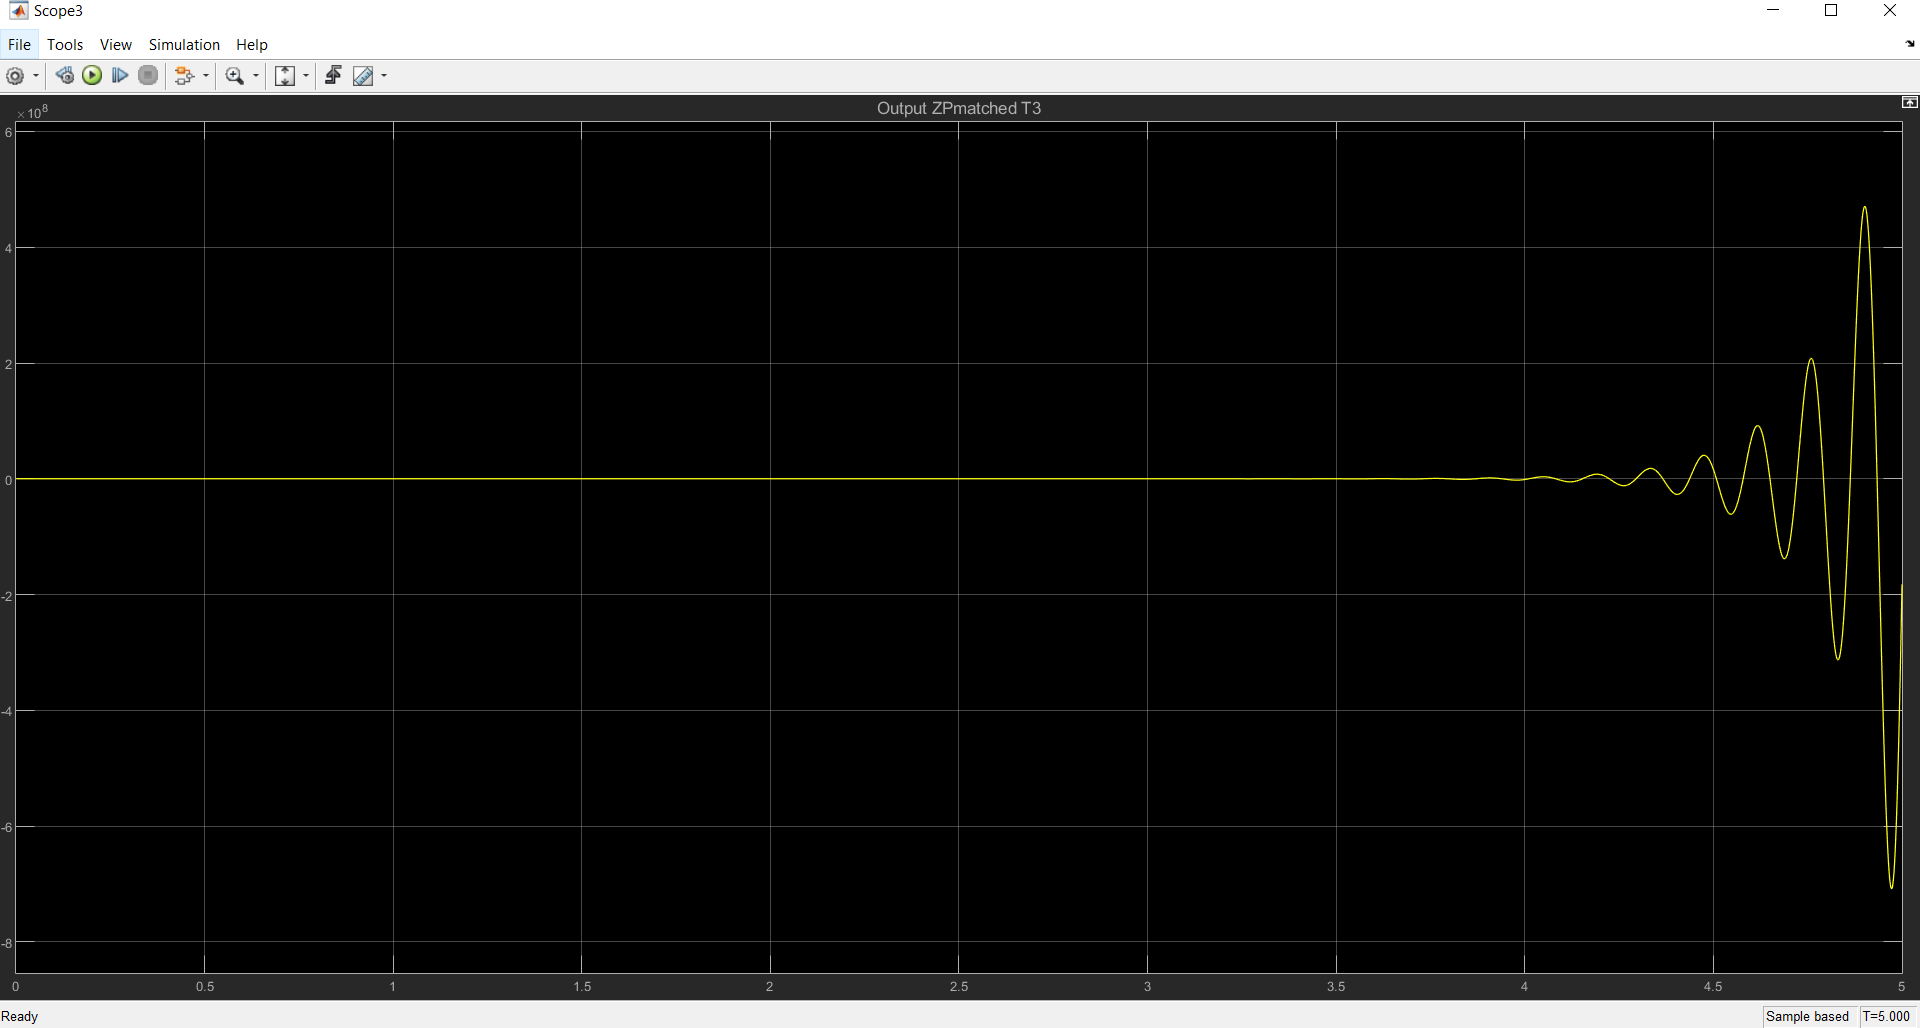 Scope3
File Tools View Simulation Help
Output ZPmatched T3
×10⁸
6
4
2
0
-2
-4
-6
-8
0 0.5 1 1.5 2 2.5 3 3.5 4 4.5 5
Ready Sample based T=5.000